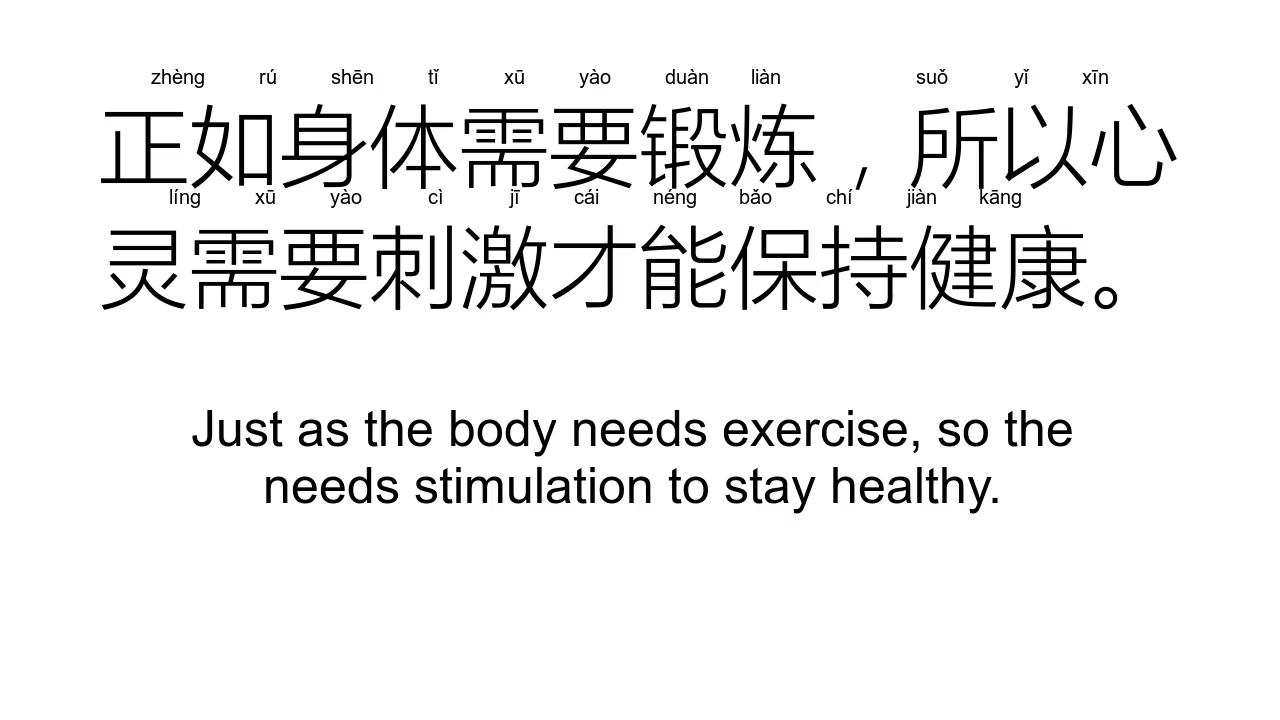 zhèng rú shēn tǐ xū yào duàn liàn suǒ yǐ xīn
正如身体需要锻炼，所以心
líng xū yào cì jī cái néng bǎo chí jiàn kāng
灵需要刺激才能保持健康。
Just as the body needs exercise, so the
needs stimulation to stay healthy.